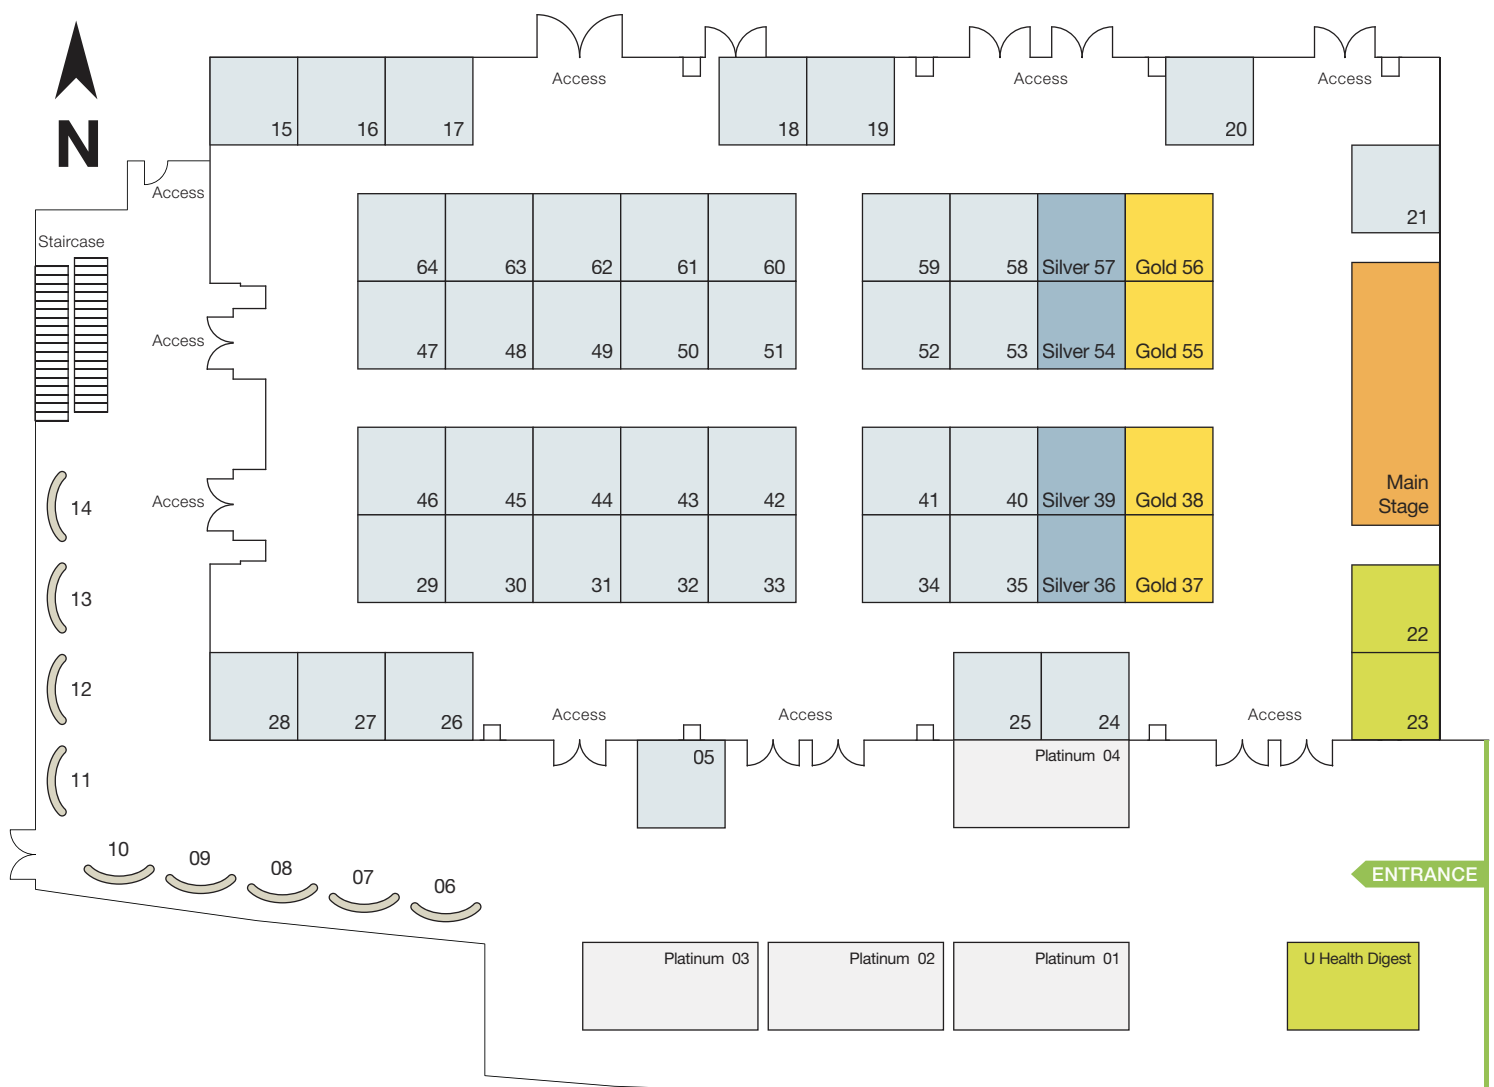 N
Access
Access
Access
15
16
17
18
19
20
Access
21
Staircase
64
63
62
61
60
59
58
Silver 57
Gold 56
Access
47
48
49
50
51
52
53
Silver 54
Gold 55
Main
Stage
14
Access
46
45
44
43
42
41
40
Silver 39
Gold 38
13
29
30
31
32
33
34
35
Silver 36
Gold 37
22
12
28
27
26
Access
Access
25
24
Access
23
11
05
Platinum 04
10
09
08
07
06
ENTRANCE
Platinum 03
Platinum 02
Platinum 01
U Health Digest